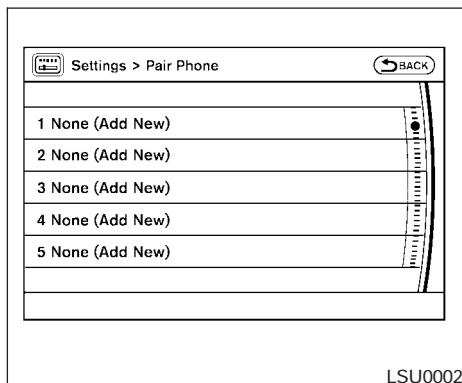 Settings > Pair Phone
BACK
1 None (Add New)
2 None (Add New)
3 None (Add New)
4 None (Add New)
5 None (Add New)
LSU0002